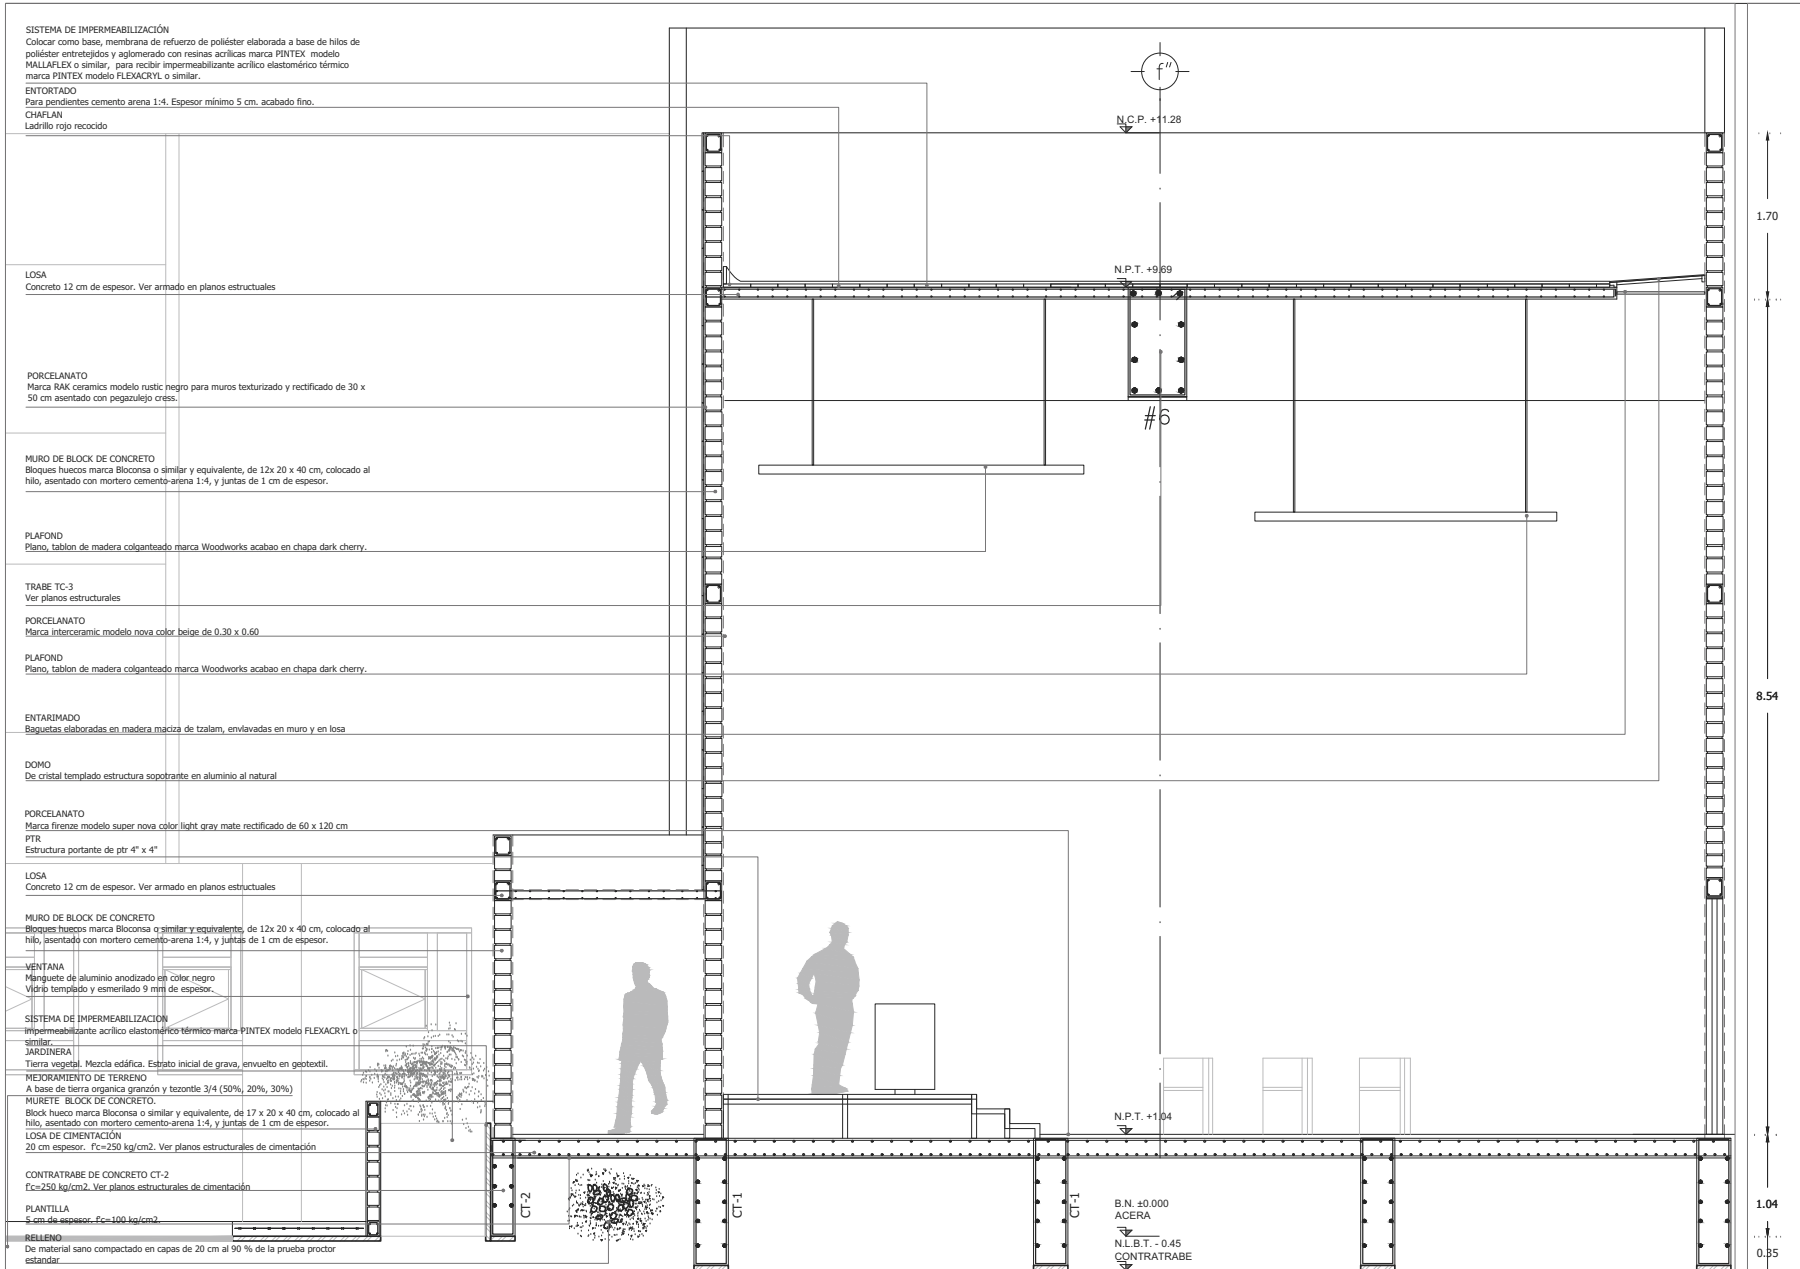 SISTEMA DE IMPERMEABILIZACIÓN
Colocar como base, membrana de refuerzo de poliéster elaborada a base de hilos de
poliéster entretejidos y aglomerado con resinas acrílicas marca PINTEX modelo
MALLAFLEX o similar, para recibir impermeabilizante acrílico elastomérico térmico
marca PINTEX modelo FLEXACRYL o similar.
ENTORTADO
Para pendientes cemento arena 1:4. Espesor mínimo 5 cm. acabado fino.
CHAFLAN
Ladrillo rojo recocido
LOSA
Concreto 12 cm de espesor. Ver armado en planos estructuales
PORCELANATO
Marca RAK ceramics modelo rustic negro para muros texturizado y rectificado de 30 x
50 cm asentado con pegazulejo cress.
MURO DE BLOCK DE CONCRETO
Bloques huecos marca Bloconsa o similar y equivalente, de 12x 20 x 40 cm, colocado al
hilo, asentado con mortero cemento-arena 1:4, y juntas de 1 cm de espesor.
PLAFOND
Plano, tablon de madera colganteado marca Woodworks acabao en chapa dark cherry.
TRABE TC-3
Ver planos estructurales
PORCELANATO
Marca interceramic modelo nova color beige de 0.30 x 0.60
PLAFOND
Plano, tablon de madera colganteado marca Woodworks acabao en chapa dark cherry.
ENTARIMADO
Baguetas elaboradas en madera maciza de tzalam, envlavadas en muro y en losa
DOMO
De cristal templado estructura sopotrante en aluminio al natural
PORCELANATO
Marca firenze modelo super nova color light gray mate rectificado de 60 x 120 cm
PTR
Estructura portante de ptr 4" x 4"
LOSA
Concreto 12 cm de espesor. Ver armado en planos estructuales
MURO DE BLOCK DE CONCRETO
Bloques huecos marca Bloconsa o similar y equivalente, de 12x 20 x 40 cm, colocado al
hilo, asentado con mortero cemento-arena 1:4, y juntas de 1 cm de espesor.
VENTANA
Manguete de aluminio anodizado en color negro
Vidrio templado y esmerilado 9 mm de espesor.
SISTEMA DE IMPERMEABILIZACION
impermeabilizante acrílico elastomérico térmico marca PINTEX modelo FLEXACRYL o
similar.
JARDINERA
Tierra vegetal. Mezcla edáfica. Estrato inicial de grava, envuelto en geotextil.
MEJORAMIENTO DE TERRENO
A base de tierra organica granzón y tezontle 3/4 (50%, 20%, 30%)
MURETE BLOCK DE CONCRETO.
Block hueco marca Bloconsa o similar y equivalente, de 17 x 20 x 40 cm, colocado al
hilo, asentado con mortero cemento-arena 1:4, y juntas de 1 cm de espesor.
LOSA DE CIMENTACIÓN
20 cm espesor. f'c=250 kg/cm2. Ver planos estructurales de cimentación
CONTRATRABE DE CONCRETO CT-2
f'c=250 kg/cm2. Ver planos estructurales de cimentación
PLANTILLA
5 cm de espesor. f'c=100 kg/cm2.
RELLENO
De material sano compactado en capas de 20 cm al 90 % de la prueba proctor
estandar
f''
N.C.P. +11.28
N.P.T. +9.69
#6
N.P.T. +1.04
B.N. ±0.000
ACERA
N.L.B.T. - 0.45
CONTRATRABE
CT-2
CT-1
CT-1
1.70
8.54
1.04
0.35